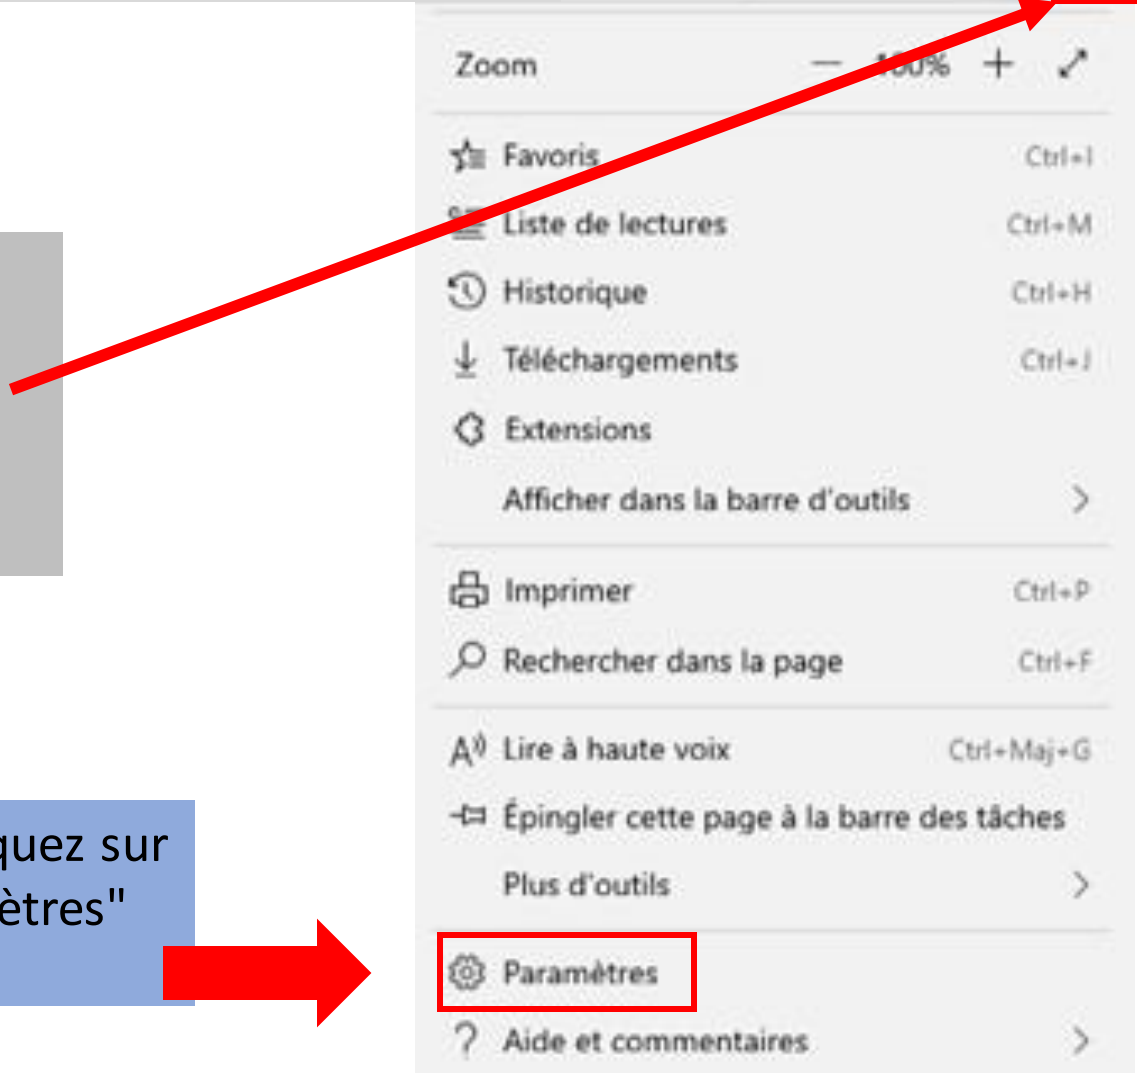 Zoom — 100% +
Favoris Ctrl+I
Liste de lectures Ctrl+M
Historique Ctrl+H
Téléchargements Ctrl+J
Extensions
Afficher dans la barre d'outils
Imprimer Ctrl+P
Rechercher dans la page Ctrl+F
Lire à haute voix Ctrl+Maj+G
Épingler cette page à la barre des tâches
Plus d'outils
quez sur
ètres"
Paramètres
Aide et commentaires